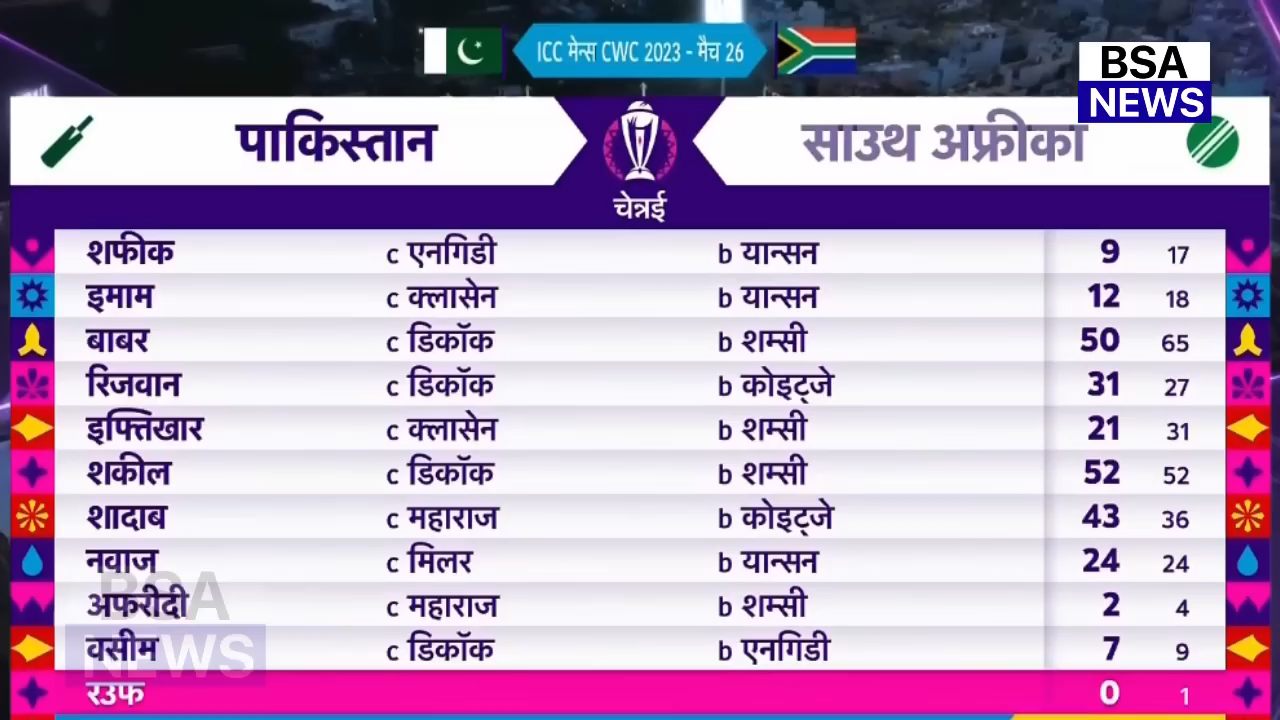 ICC मेन्स CWC 2023 - मैच 26
BSA
NEWS
पाकिस्तान साउथ अफ्रीका
चेन्नई
शफीक c एनगिडी b यान्सन 9 17
इमाम c क्लासेन b यान्सन 12 18
बाबर c डिकॉक b शम्सी 50 65
रिजवान c डिकॉक b कोइट्जे 31 27
इफ्तिखार c क्लासेन b शम्सी 21 31
शकील c डिकॉक b शम्सी 52 52
शादाब c महाराज b कोइट्जे 43 36
नवाज c मिलर b यान्सन 24 24
अफरीदी c महाराज b शम्सी 2 4
वसीम c डिकॉक b एनगिडी 7 9
रउफ 0 1
BSA
NEWS